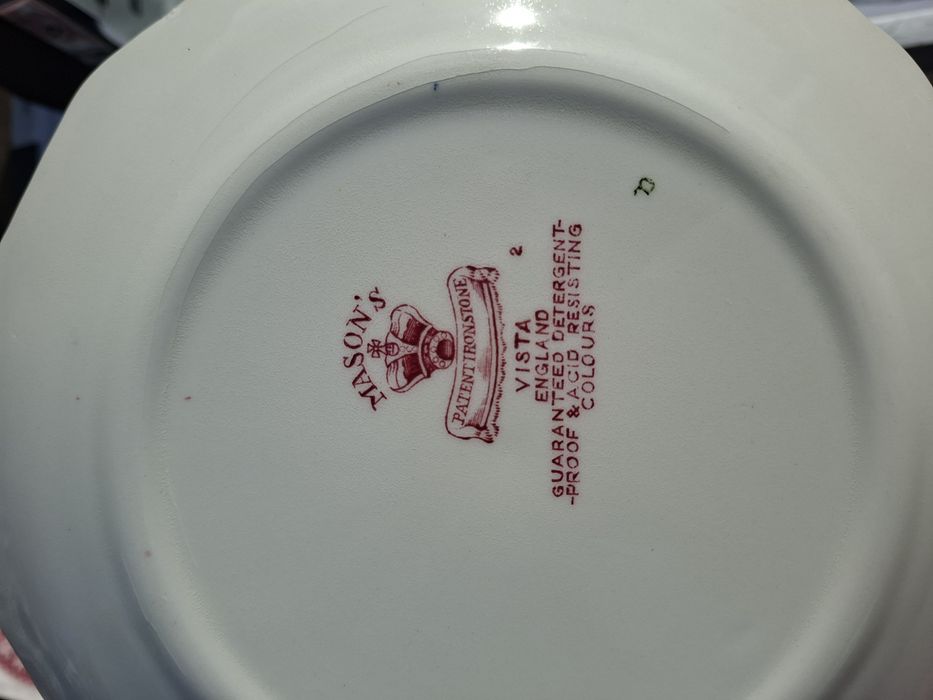 MASON'S
PATENT IRONSTONE
2
VISTA
ENGLAND
GUARANTEED DETERGENT-
-PROOF & ACID RESISTING
COLOURS
D